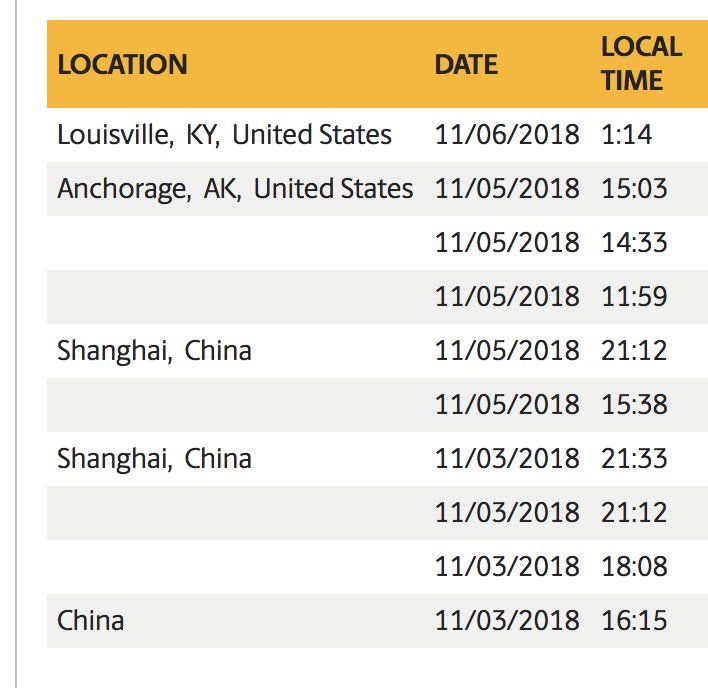 LOCATION DATE LOCAL TIME
Louisville, KY, United States 11/06/2018 1:14
Anchorage, AK, United States 11/05/2018 15:03
11/05/2018 14:33
11/05/2018 11:59
Shanghai, China 11/05/2018 21:12
11/05/2018 15:38
Shanghai, China 11/03/2018 21:33
11/03/2018 21:12
11/03/2018 18:08
China 11/03/2018 16:15